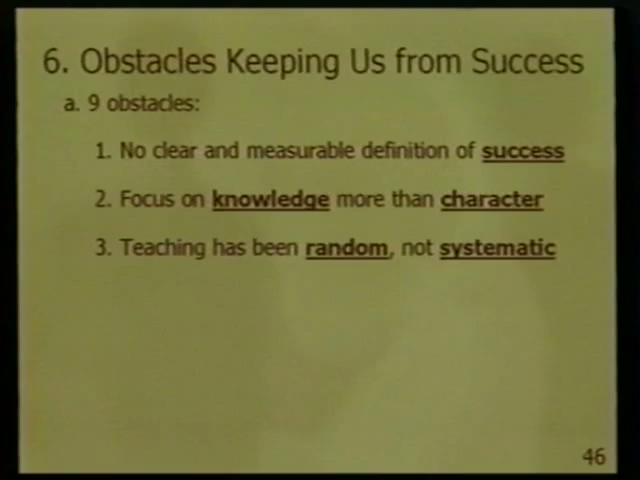 6. Obstacles Keeping Us from Success
a. 9 obstacles:
1. No clear and measurable definition of success
2. Focus on knowledge more than character
3. Teaching has been random, not systematic
46